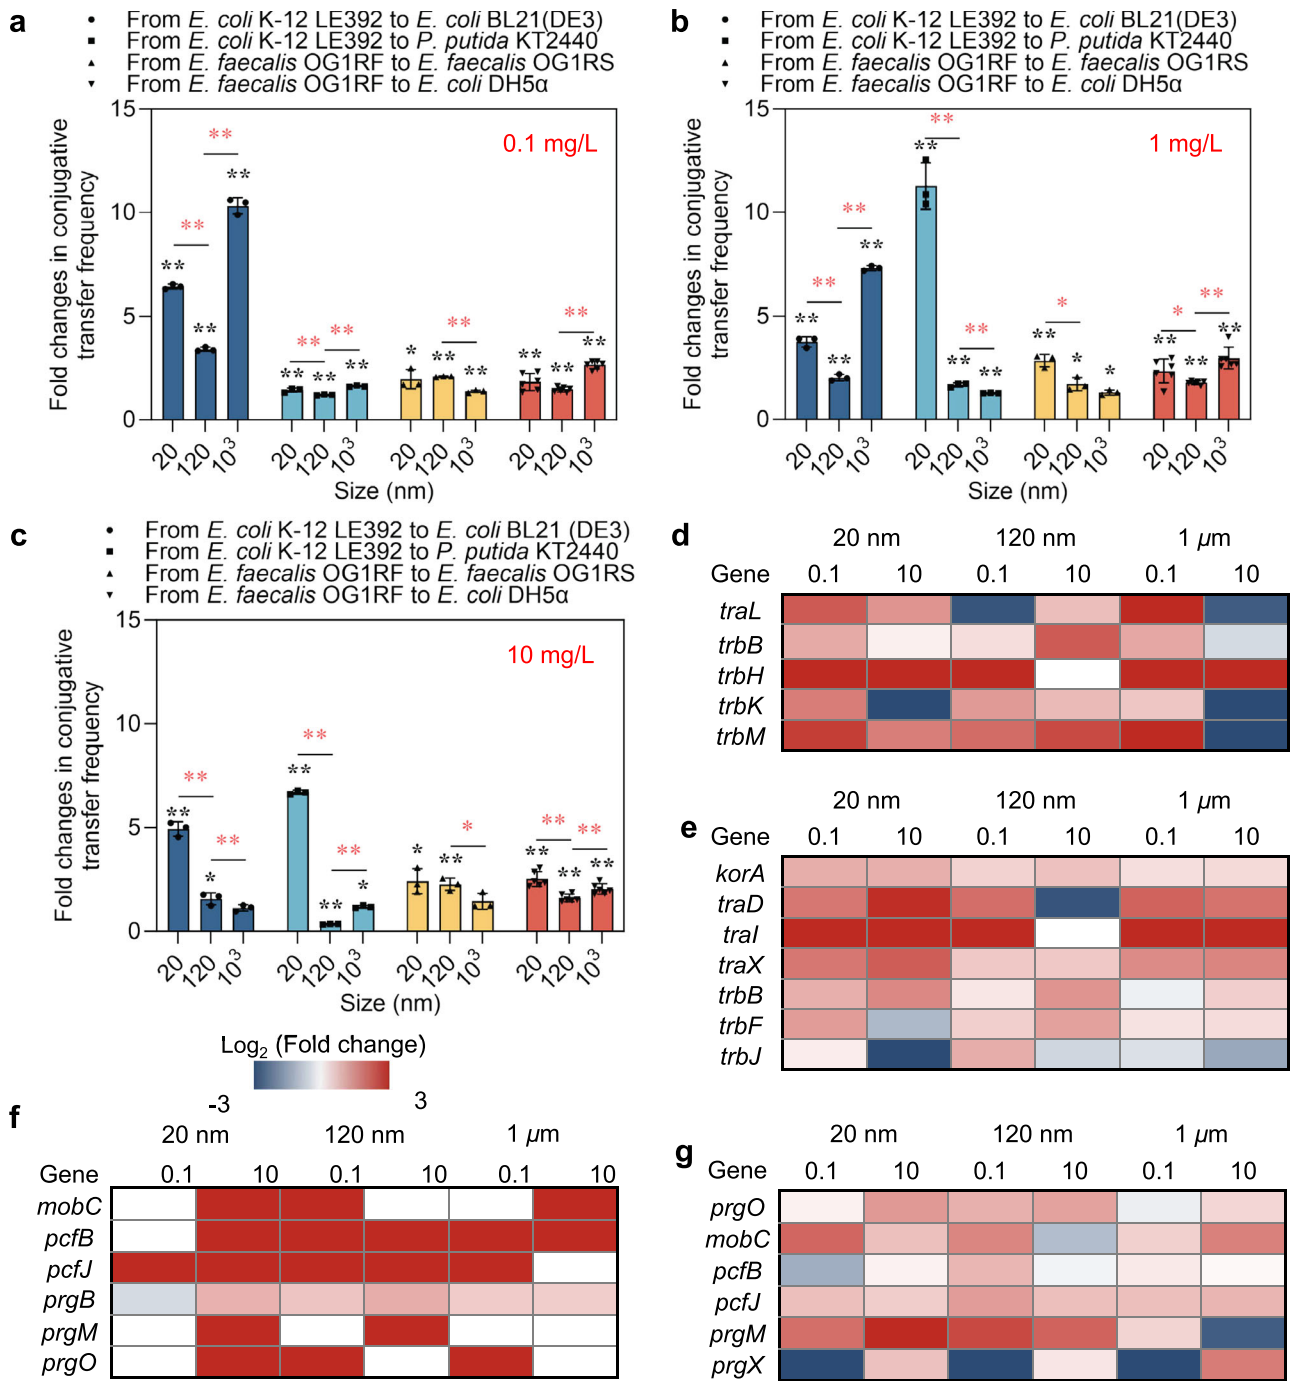 a
From E. coli K-12 LE392 to E. coli BL21(DE3)
From E. coli K-12 LE392 to P. putida KT2440
From E. faecalis OG1RF to E. faecalis OG1RS
From E. faecalis OG1RF to E. coli DH5α
Fold changes in conjugative
transfer frequency
15
10
5
0
0.1 mg/L
** ** ** ** **
** ** ** ** **
* ** ** **
** ** ** **
20 120 10³ 20 120 10³ 20 120 10³ 20 120 10³
Size (nm)
b
From E. coli K-12 LE392 to E. coli BL21(DE3)
From E. coli K-12 LE392 to P. putida KT2440
From E. faecalis OG1RF to E. faecalis OG1RS
From E. faecalis OG1RF to E. coli DH5α
Fold changes in conjugative
transfer frequency
15
10
5
0
1 mg/L
** ** ** ** **
** ** ** ** **
** * * *
** * ** ** **
20 120 10³ 20 120 10³ 20 120 10³ 20 120 10³
Size (nm)
c
From E. coli K-12 LE392 to E. coli BL21 (DE3)
From E. coli K-12 LE392 to P. putida KT2440
From E. faecalis OG1RF to E. faecalis OG1RS
From E. faecalis OG1RF to E. coli DH5α
Fold changes in conjugative
transfer frequency
15
10
5
0
10 mg/L
** ** * **
** ** ** ** *
* ** *
** ** ** ** **
20 120 10³ 20 120 10³ 20 120 10³ 20 120 10³
Size (nm)
Log2 (Fold change)
-3 3
d
20 nm 120 nm 1 µm
Gene 0.1 10 0.1 10 0.1 10
traL
trbB
trbH
trbK
trbM
e
20 nm 120 nm 1 µm
Gene 0.1 10 0.1 10 0.1 10
korA
traD
traI
traX
trbB
trbF
trbJ
f
20 nm 120 nm 1 µm
Gene 0.1 10 0.1 10 0.1 10
mobC
pcfB
pcfJ
prgB
prgM
prgO
g
20 nm 120 nm 1 µm
Gene 0.1 10 0.1 10 0.1 10
prgO
mobC
pcfB
pcfJ
prgM
prgX